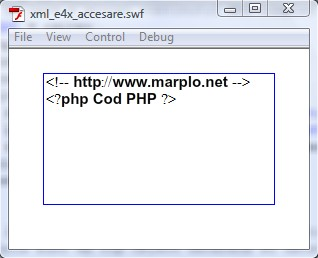 xml_e4x_accesare.swf
File View Control Debug
<!-- http://www.marplo.net -->
<?php Cod PHP ?>